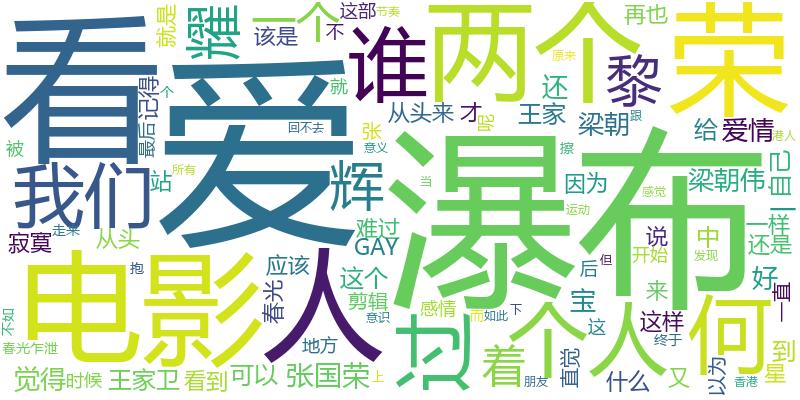 看
爱
瀑布
两个
荣
谁
电影
人
我们
何
个人
过
黎
耀
辉
一个
这部
节奏
就是
该是
不
再也
原来
还
从头来
才
王家
梁朝
给
爱情
港人
最后
记得
个
就
张
呢
跟
被
回不去
意义
站
所有
当
擦
因为
梁朝伟
自己
一
感觉
运动
寂寞
走来
从头
难过
GAY
说
中
一样
还是
开始
发现
抱
应该
这个
后
但
好
春光
剪辑
感情
而
意识
如此
下
宝
来
一直
不如
地方
着
直觉
这
这样
终于
到
春光乍泄
觉得
时候
王家卫
看到
可以
张国荣
上
朋友
什么
又
以为
香港
星